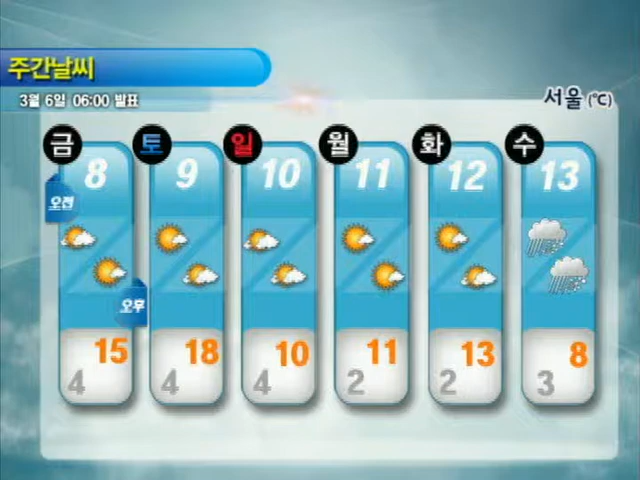 주간날씨
3월 6일 06:00 발표
서울 (℃)
금 토 일 월 화 수
8 9 10 11 12 13
오전
오후
15 18 10 11 13 8
4 4 4 2 2 3